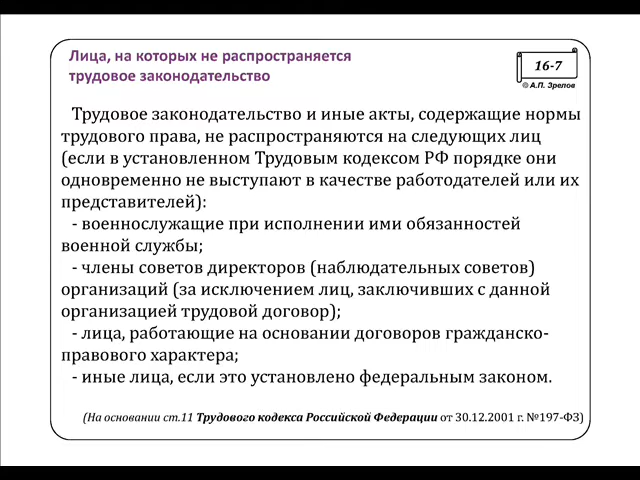 Лица, на которых не распространяется
трудовое законодательство
16-7
© А.П. Зрелов
Трудовое законодательство и иные акты, содержащие нормы
трудового права, не распространяются на следующих лиц
(если в установленном Трудовым кодексом РФ порядке они
одновременно не выступают в качестве работодателей или их
представителей):
- военнослужащие при исполнении ими обязанностей
военной службы;
- члены советов директоров (наблюдательных советов)
организаций (за исключением лиц, заключивших с данной
организацией трудовой договор);
- лица, работающие на основании договоров гражданско-
правового характера;
- иные лица, если это установлено федеральным законом.
(На основании ст.11 Трудового кодекса Российской Федерации от 30.12.2001 г. №197-ФЗ)